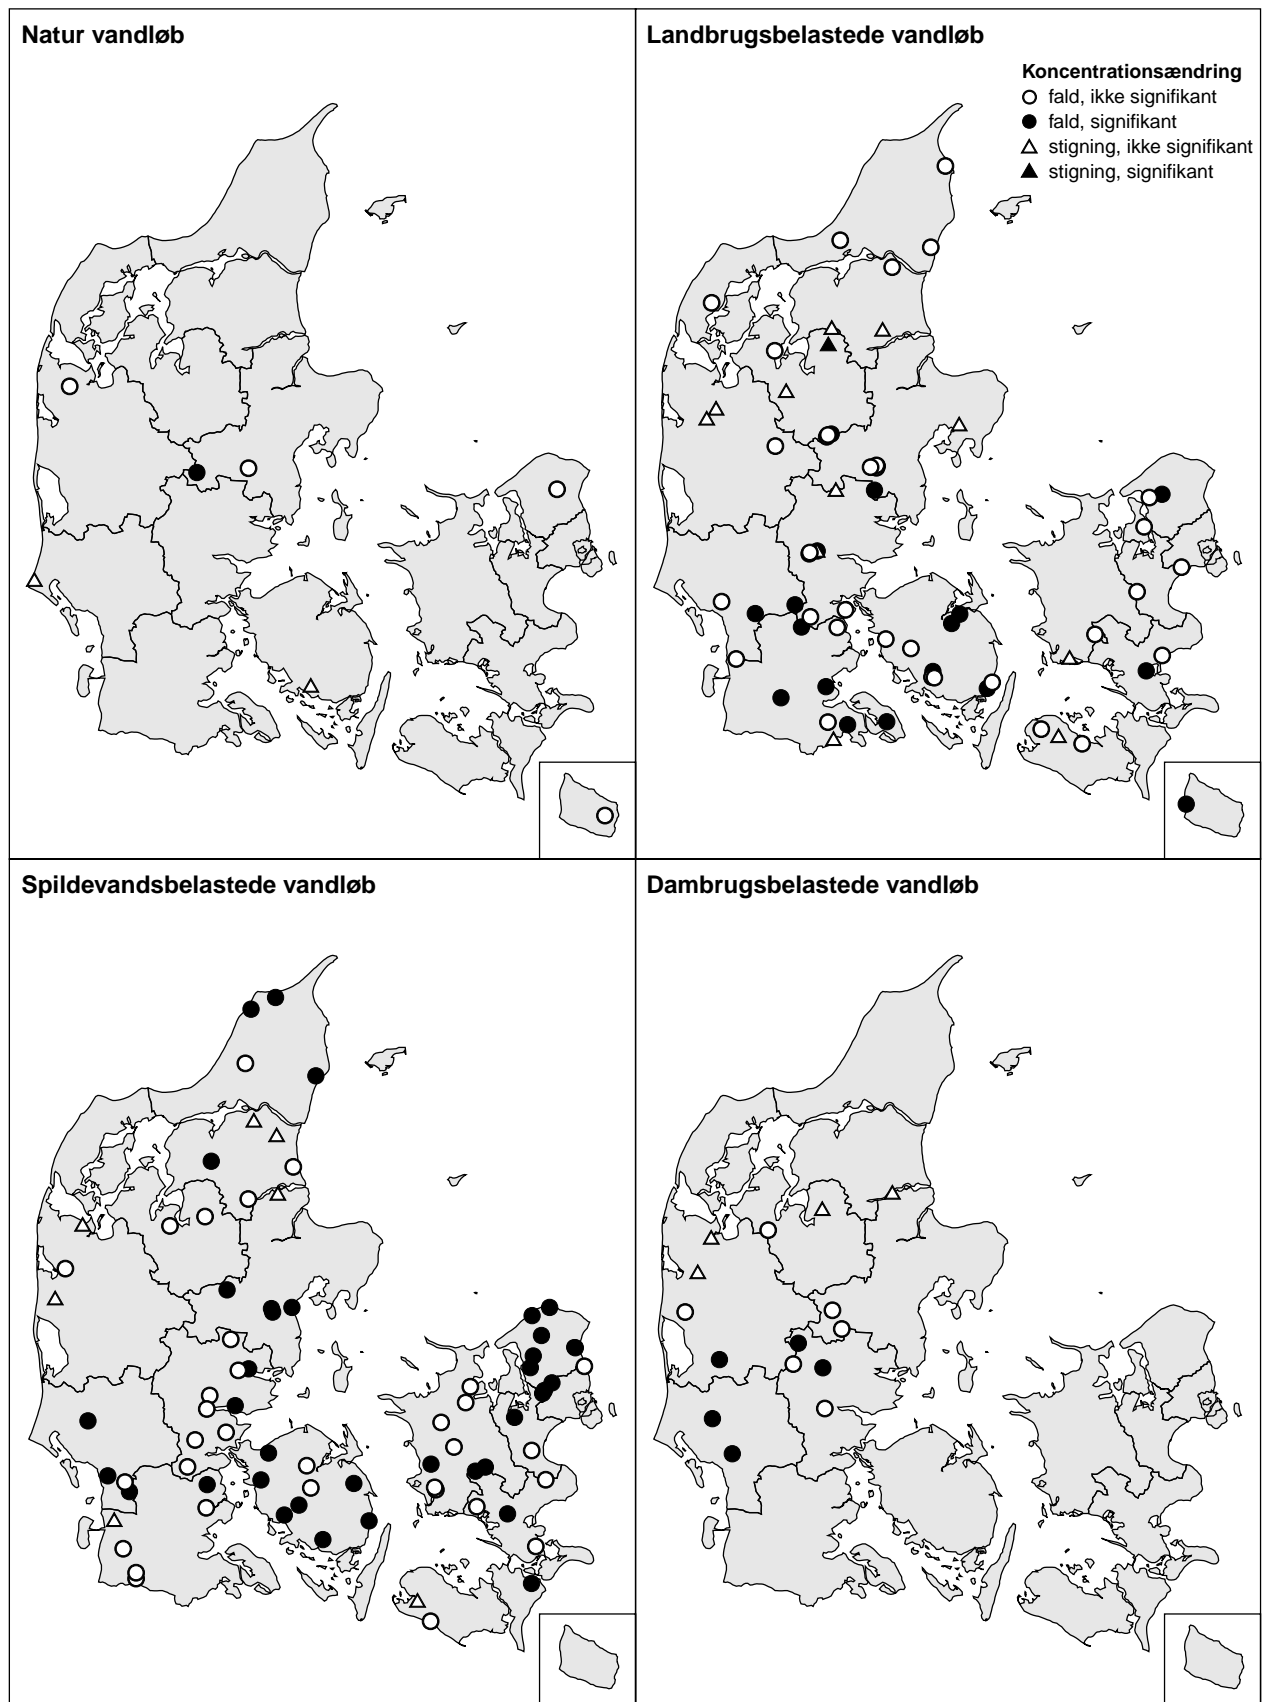 Natur vandløb
Landbrugsbelastede vandløb
Koncentrationsændring
fald, ikke signifikant
fald, signifikant
stigning, ikke signifikant
stigning, signifikant
Spildevandsbelastede vandløb
Dambrugsbelastede vandløb